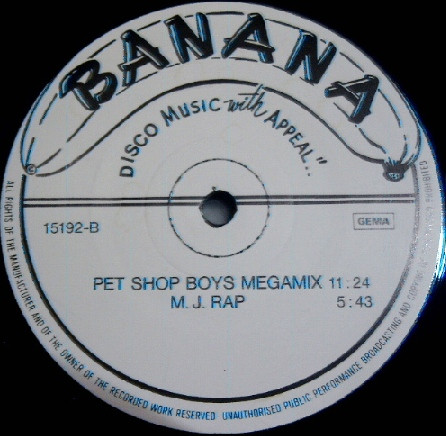 BANANA
DISCO MUSIC with APPEAL"..
15192-B
GEMA
PET SHOP BOYS MEGAMIX 11:24
M. J. RAP 5:43
ALL RIGHTS OF THE MANUFACTURER AND OF THE OWNER OF THE RECORDED WORK RESERVED. UNAUTHORISED PUBLIC PERFORMANCE BROADCASTING AND COPYING PROHIBITED